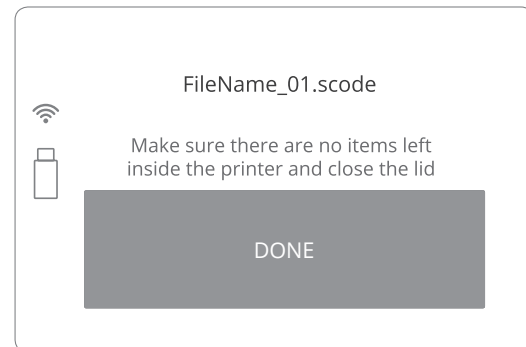 FileName_01.scode
Make sure there are no items left
inside the printer and close the lid
DONE